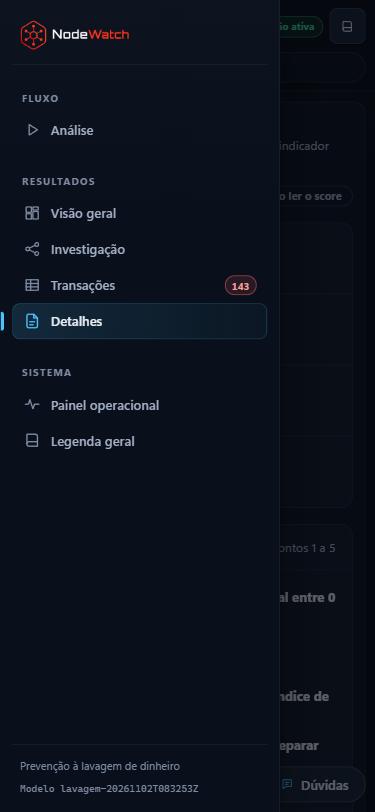 NodeWatch
ão ativa
FLUXO
Análise
indicador
RESULTADOS
o ler o score
Visão geral
Investigação
Transações 143
Detalhes
SISTEMA
Painel operacional
Legenda geral
ontos 1 a 5
al entre 0
ndice de
eparar
Prevenção à lavagem de dinheiro
Modelo lavagem-20261102T083253Z
Dúvidas